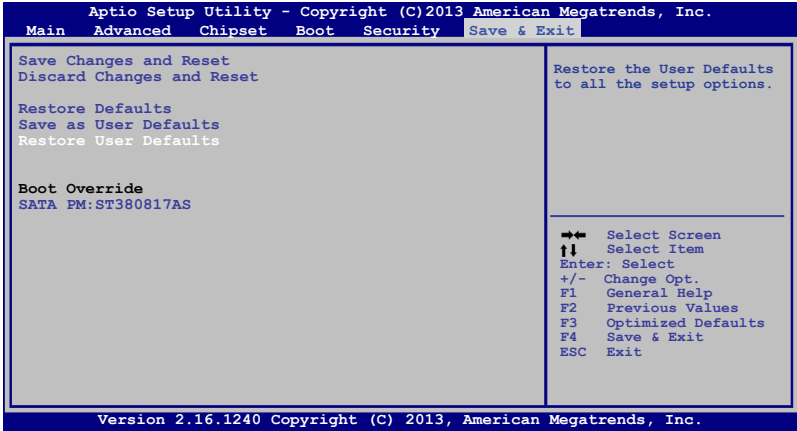 Aptio Setup Utility - Copyright (C)2013 American Megatrends, Inc.
Main Advanced Chipset Boot Security Save & Exit
Save Changes and Reset
Discard Changes and Reset
Restore Defaults
Save as User Defaults
Restore User Defaults
Boot Override
SATA PM:ST380817AS
Restore the User Defaults
to all the setup options.
→← Select Screen
↑↓ Select Item
Enter: Select
+/- Change Opt.
F1 General Help
F2 Previous Values
F3 Optimized Defaults
F4 Save & Exit
ESC Exit
Version 2.16.1240 Copyright (C) 2013, American Megatrends, Inc.